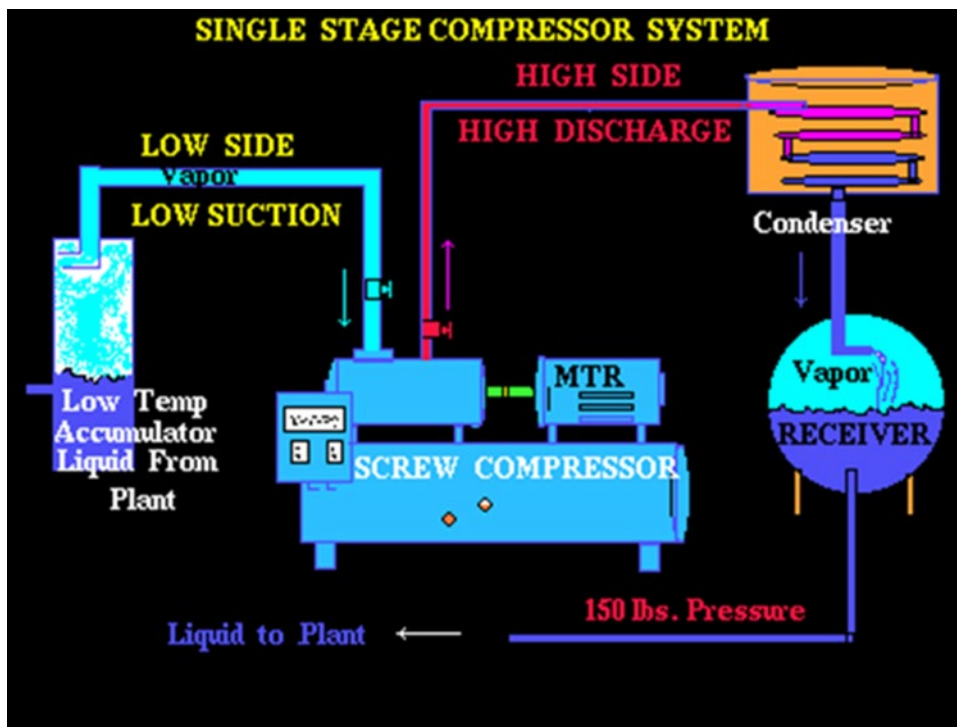 SINGLE STAGE COMPRESSOR SYSTEM
HIGH SIDE
HIGH DISCHARGE
LOW SIDE
Vapor
LOW SUCTION
Condenser
Low Temp
Accumulator
Liquid From
Plant
MTR
SCREW COMPRESSOR
Vapor
RECEIVER
150 lbs. Pressure
Liquid to Plant